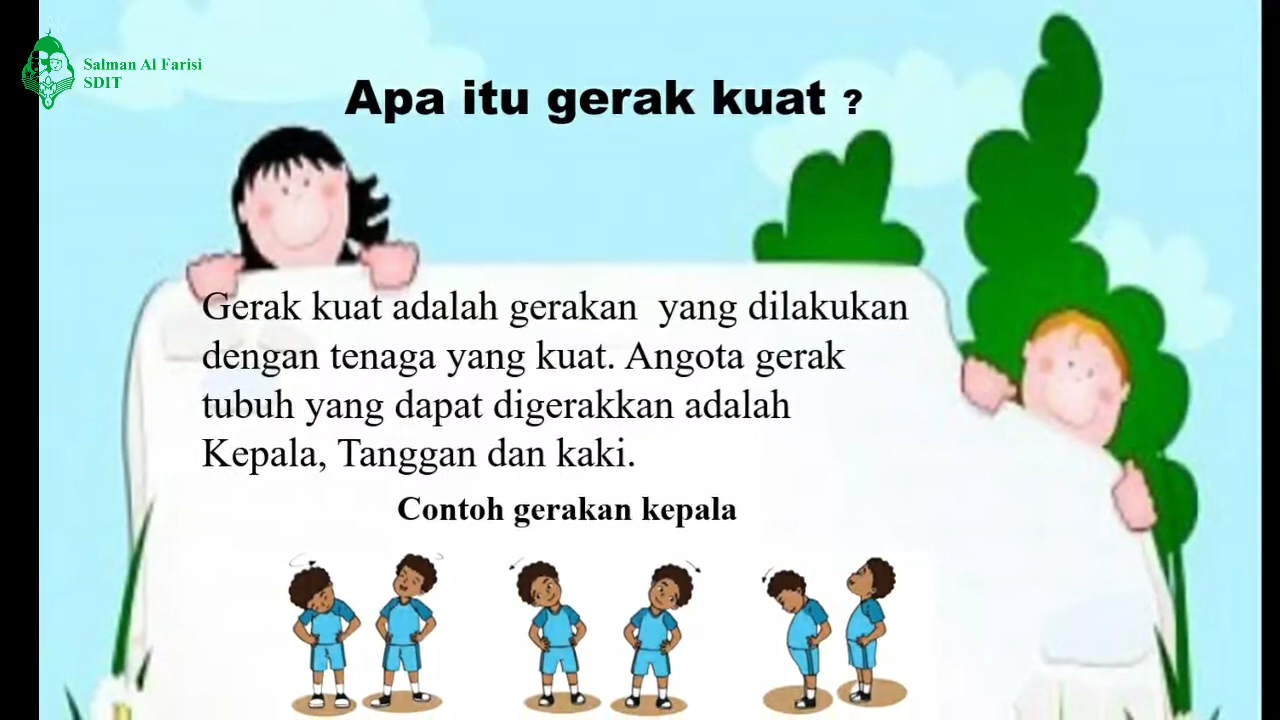 Salman Al Farisi
SDIT
Apa itu gerak kuat ?
Gerak kuat adalah gerakan  yang dilakukan
dengan tenaga yang kuat. Angota gerak
tubuh yang dapat digerakkan adalah
Kepala, Tanggan dan kaki.
Contoh gerakan kepala